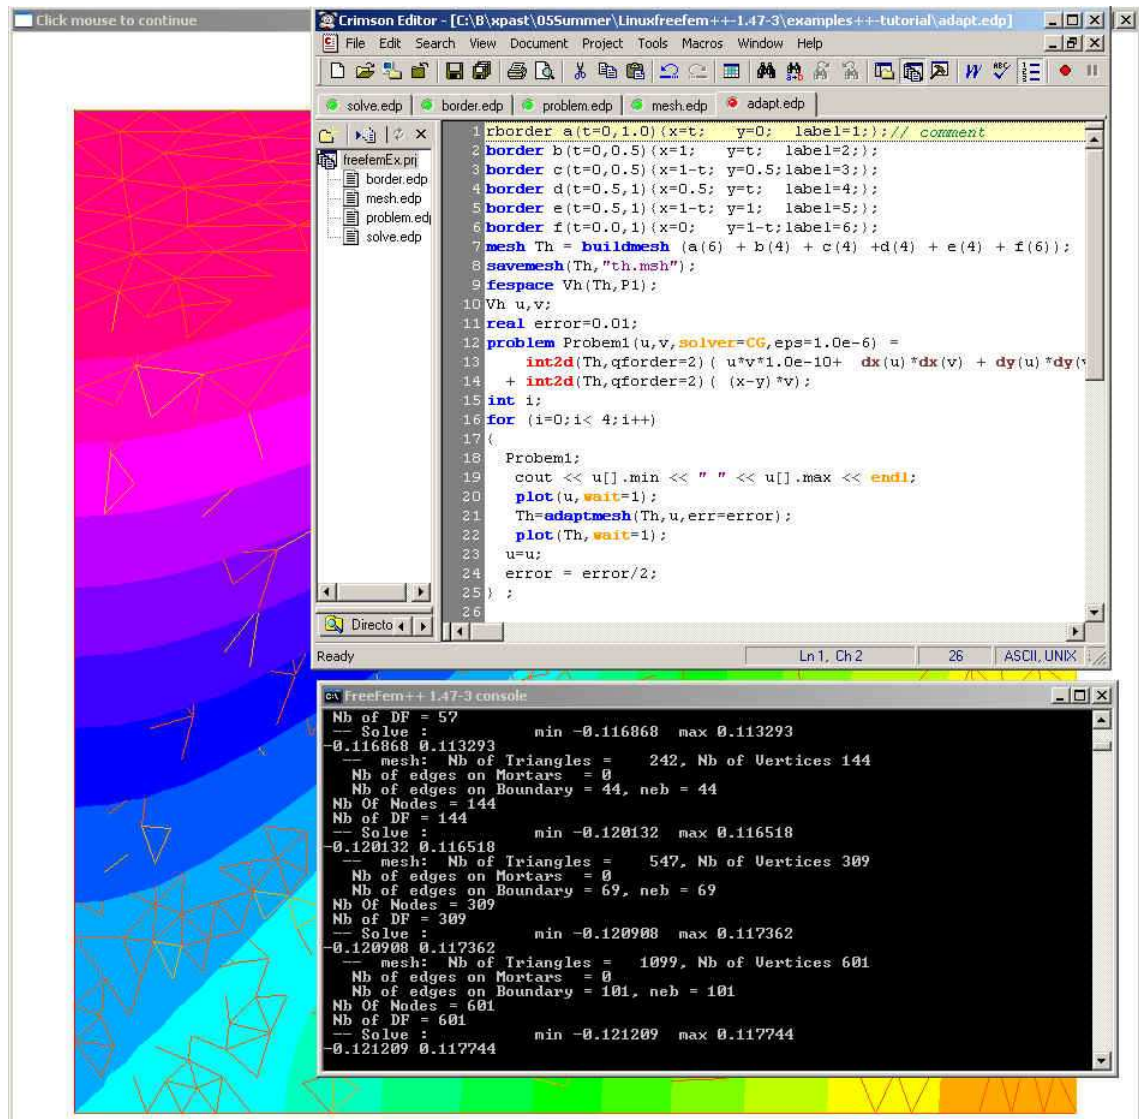 Click mouse to continue
Crimson Editor - [C:\8\xpast\05Summer\Linuxfreefem++-1.47-3\examples++-tutorial\adapt.edp]
File Edit Search View Document Project Tools Macros Window Help
solve.edp border.edp problem.edp mesh.edp adapt.edp
freefemEx.prj
border.edp
mesh.edp
problem.edp
solve.edp
Directo
1 rborder a(t=0,1.0){x=t; y=0; label=1;};// comment
2 border b(t=0,0.5){x=1; y=t; label=2;};
3 border c(t=0,0.5){x=1-t; y=0.5;label=3;};
4 border d(t=0.5,1){x=0.5; y=t; label=4;};
5 border e(t=0.5,1){x=1-t; y=1; label=5;};
6 border f(t=0.0,1){x=0; y=1-t;label=6;};
7 mesh Th = buildmesh (a(6) + b(4) + c(4) +d(4) + e(4) + f(6));
8 savemesh(Th,"th.msh");
9 fespace Vh(Th,P1);
10 Vh u,v;
11 real error=0.01;
12 problem Probem1(u,v,solver=CG,eps=1.0e-6) =
13 int2d(Th,qforder=2)( u*v*1.0e-10+ dx(u)*dx(v) + dy(u)*dy(v
14 + int2d(Th,qforder=2)( (x-y)*v);
15 int i;
16 for (i=0;i< 4;i++)
17 {
18 Probem1;
19 cout << u[].min << " " << u[].max << endl;
20 plot(u,wait=1);
21 Th=adaptmesh(Th,u,err=error);
22 plot(Th,wait=1);
23 u=u;
24 error = error/2;
25 } ;
26
Ready Ln 1, Ch 2 26 ASCII, UNIX
FreeFem++ 1.47-3 console
Nb of DF = 57
-- Solve : min -0.116868 max 0.113293
-0.116868 0.113293
-- mesh: Nb of Triangles = 242, Nb of Vertices 144
Nb of edges on Mortars = 0
Nb of edges on Boundary = 44, neb = 44
Nb Of Nodes = 144
Nb of DF = 144
-- Solve : min -0.120132 max 0.116518
-0.120132 0.116518
-- mesh: Nb of Triangles = 547, Nb of Vertices 309
Nb of edges on Mortars = 0
Nb of edges on Boundary = 69, neb = 69
Nb Of Nodes = 309
Nb of DF = 309
-- Solve : min -0.120908 max 0.117362
-0.120908 0.117362
-- mesh: Nb of Triangles = 1099, Nb of Vertices 601
Nb of edges on Mortars = 0
Nb of edges on Boundary = 101, neb = 101
Nb Of Nodes = 601
Nb of DF = 601
-- Solve : min -0.121209 max 0.117744
-0.121209 0.117744